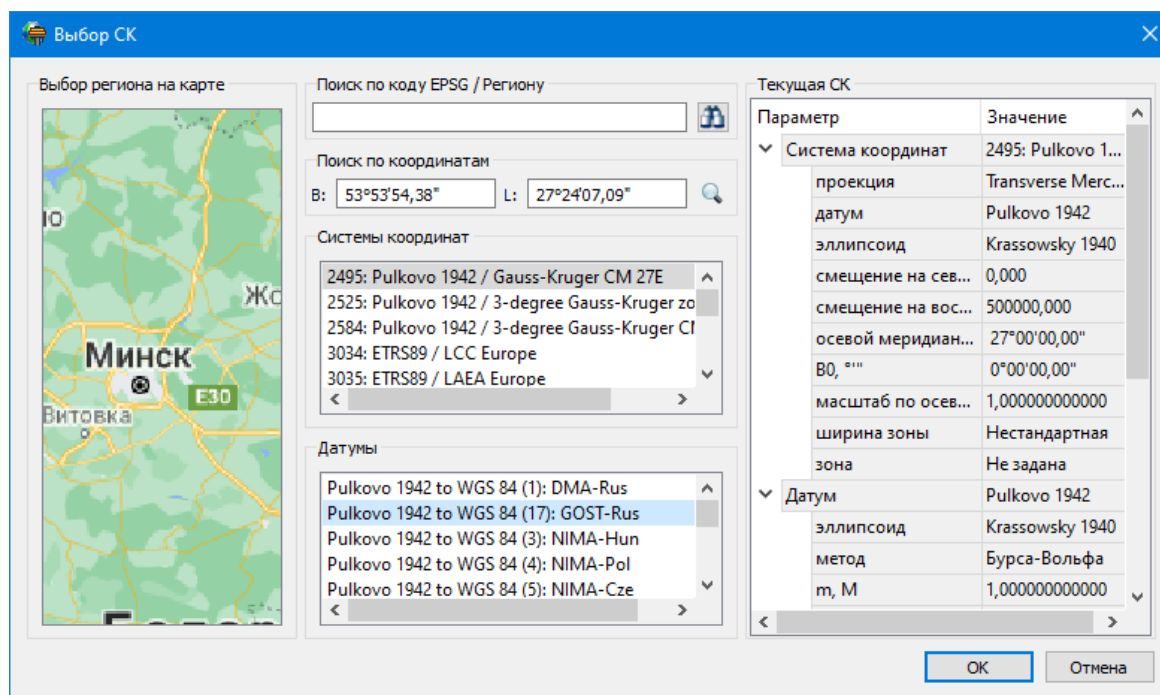 Выбор СК
Выбор региона на карте
Жо
Минск
E30
Витовка
Поиск по коду EPSG / Региону
Поиск по координатам
B: 53°53'54,38" L: 27°24'07,09"
Системы координат
2495: Pulkovo 1942 / Gauss-Kruger CM 27E
2525: Pulkovo 1942 / 3-degree Gauss-Kruger zo
2584: Pulkovo 1942 / 3-degree Gauss-Kruger CM
3034: ETRS89 / LCC Europe
3035: ETRS89 / LAEA Europe
Датумы
Pulkovo 1942 to WGS 84 (1): DMA-Rus
Pulkovo 1942 to WGS 84 (17): GOST-Rus
Pulkovo 1942 to WGS 84 (3): NIMA-Hun
Pulkovo 1942 to WGS 84 (4): NIMA-Pol
Pulkovo 1942 to WGS 84 (5): NIMA-Cze
Текущая СК
Параметр Значение
Система координат 2495: Pulkovo 1...
проекция Transverse Merc...
датум Pulkovo 1942
эллипсоид Krassowsky 1940
смещение на сев... 0,000
смещение на вос... 500000,000
осевой меридиан... 27°00'00,00"
B0, °'" 0°00'00,00"
масштаб по осев... 1,000000000000
ширина зоны Нестандартная
зона Не задана
Датум Pulkovo 1942
эллипсоид Krassowsky 1940
метод Бурса-Вольфа
m, М 1,000000000000
OK Отмена